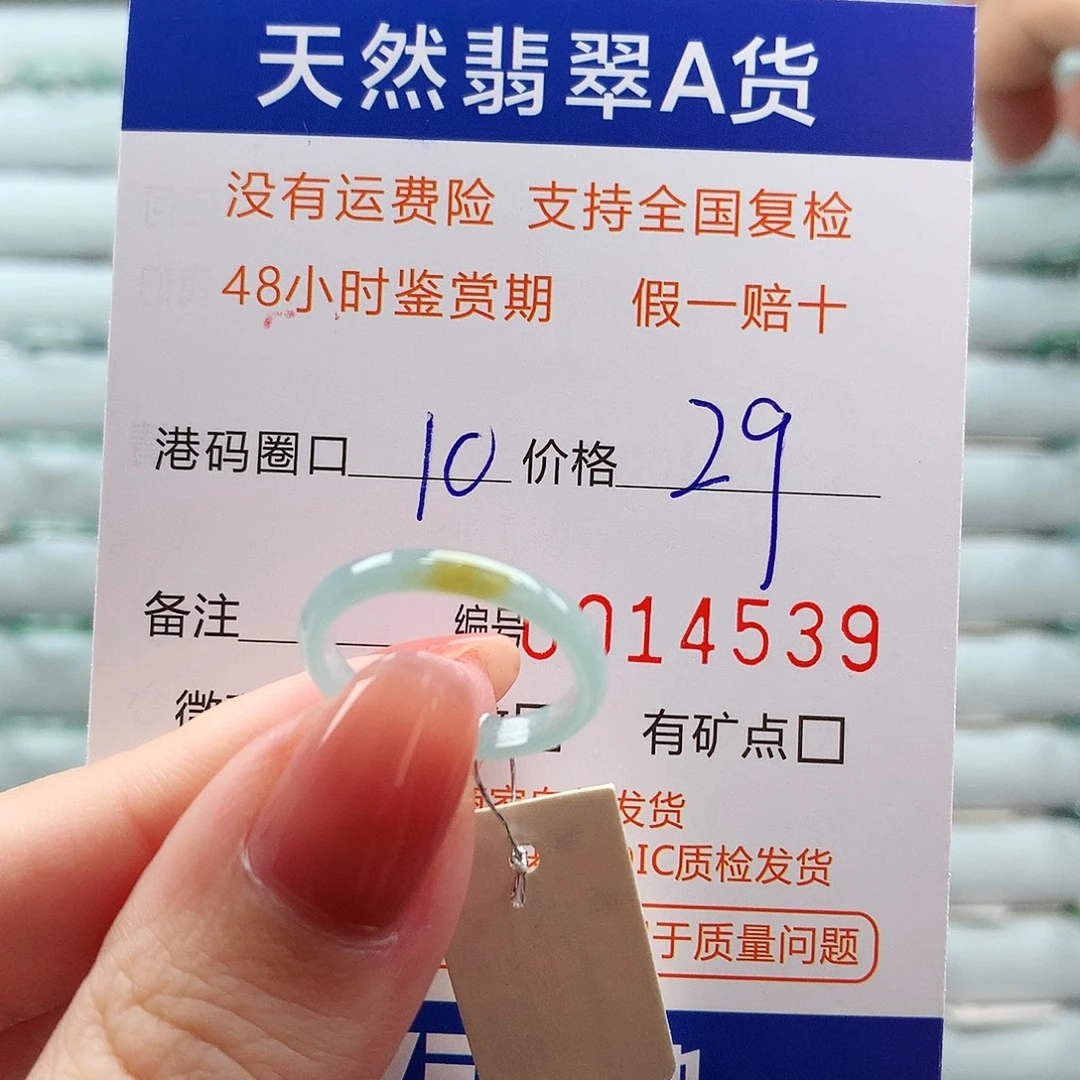 天然翡翠A货
没有运费险 支持全国复检
48小时鉴赏期 假一赔十
港码圈口 10 价格 29
备注 编号 014539
有矿点□
发货
IC质检发货
于质量问题